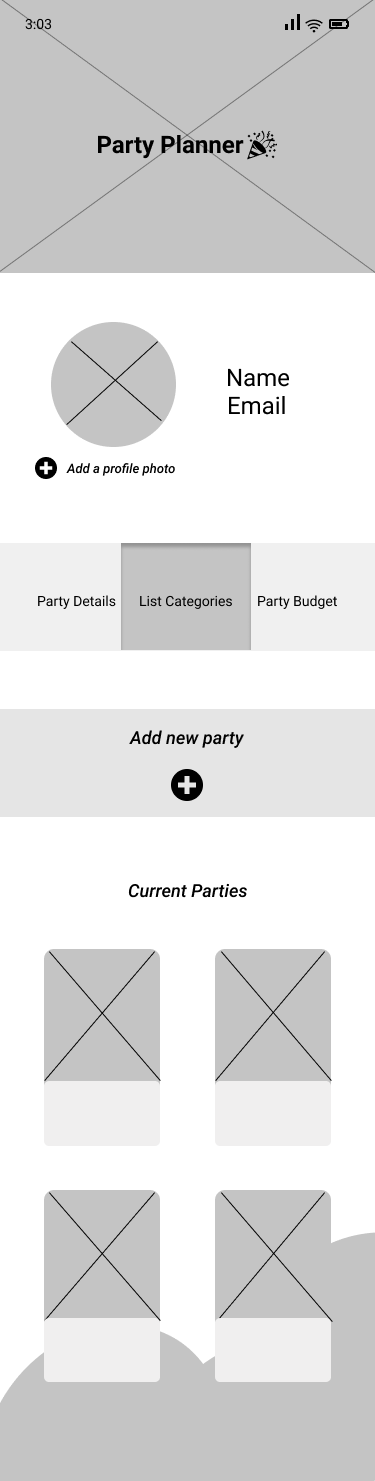 3:03
Party Planner
Name
Email
Add a profile photo
Party Details
List Categories
Party Budget
Add new party
Current Parties